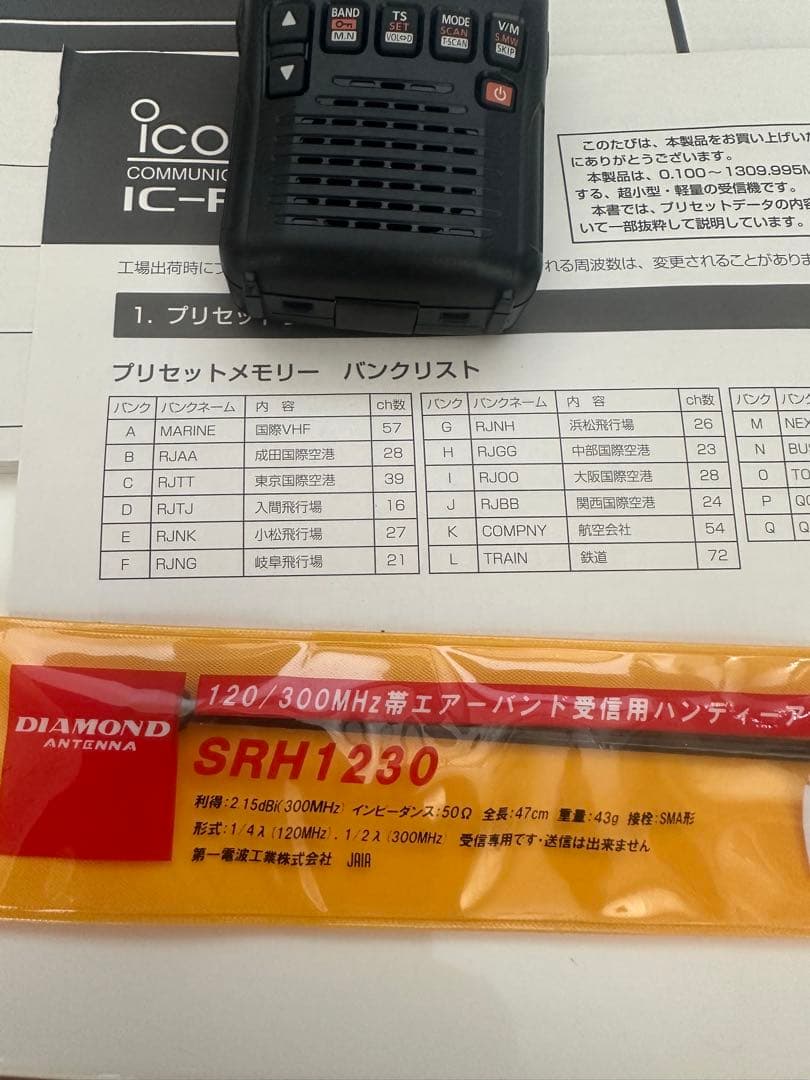 ▲ BAND TS MODE V/M
O-n SET SCAN S.MW
M.N VOL⇔D T-SCAN SKIP
▼
ico
COMMUNIC
IC-
このたびは、本製品をお買い上げいた
にありがとうございます。
本製品は、0.100～1309.995M
する、超小型・軽量の受信機です。
本書では、プリセットデータの内容
いて一部抜粋して説明しています。
工場出荷時に
れる周波数は、変更されることがありま
1. プリセット
プリセットメモリー バンクリスト
バンク バンクネーム 内 容 ch数 バンク バンクネーム 内 容 ch数 バンク バン
A MARINE 国際VHF 57 G RJNH 浜松飛行場 26 M NEX
B RJAA 成田国際空港 28 H RJGG 中部国際空港 23 N BU
C RJTT 東京国際空港 39 I RJOO 大阪国際空港 28 O TO
D RJTJ 入間飛行場 16 J RJBB 関西国際空港 24 P
E RJNK 小松飛行場 27 K COMPNY 航空会社 54 Q
F RJNG 岐阜飛行場 21 L TRAIN 鉄道 72
DIAMOND
ANTENNA
120/300MHz帯エアーバンド受信用ハンディーア
SRH1230
利得:2.15dBi(300MHz) インピーダンス:50Ω 全長:47cm 重量:43g 接栓:SMA形
形式:1/4λ(120MHz).1/2λ(300MHz) 受信専用です・送信は出来ません
第一電波工業株式会社 JAIA